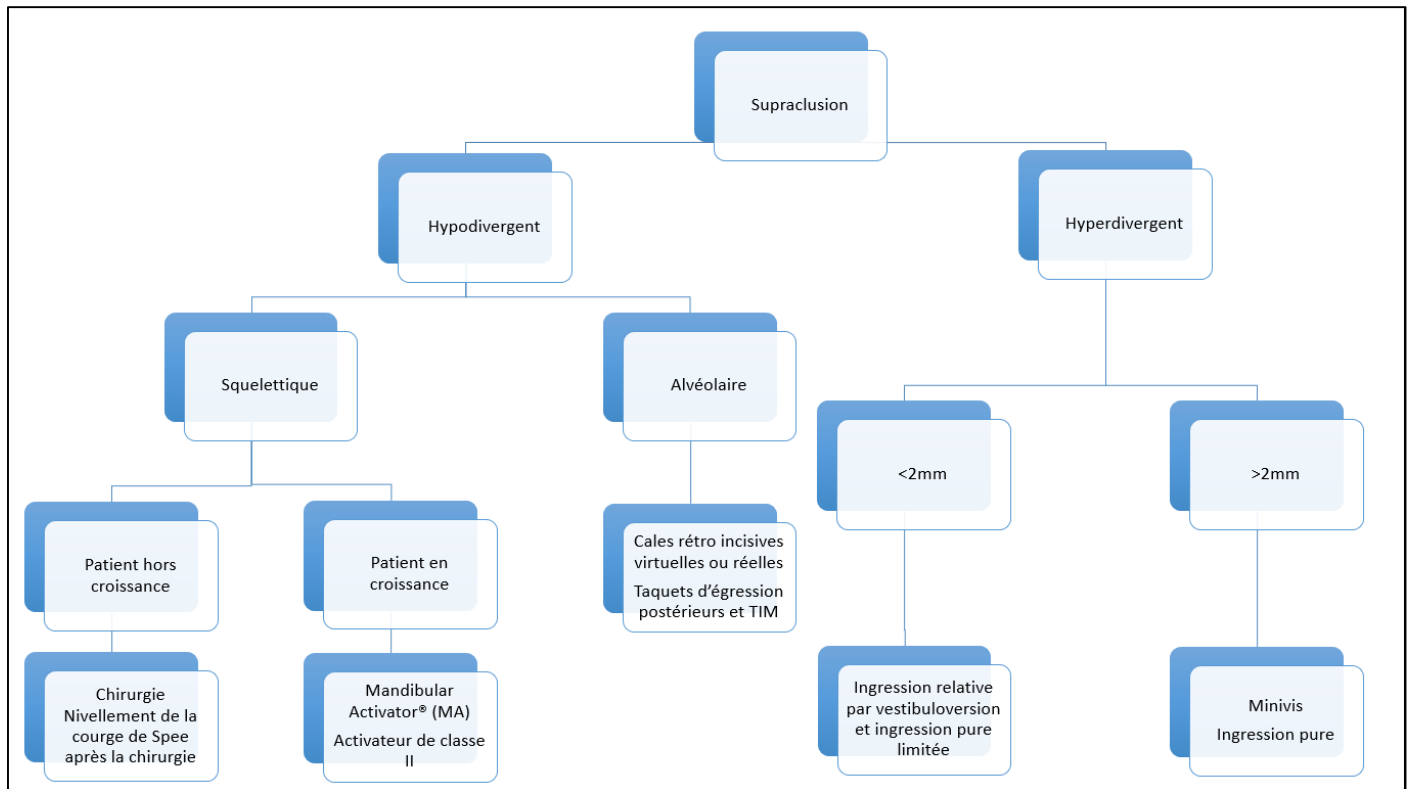 Supraclusion
Hypodivergent
Hyperdivergent
Squelettique
Alvéolaire
<2mm
>2mm
Patient hors
croissance
Patient en
croissance
Cales rétro incisives
virtuelles ou réelles
Taquets d’égression
postérieurs et TIM
Chirurgie
Nivellement de la
courge de Spee
après la chirurgie
Mandibular
Activator® (MA)
Activateur de classe
II
Ingression relative
par vestibuloversion
et ingression pure
limitée
Minivis
Ingression pure